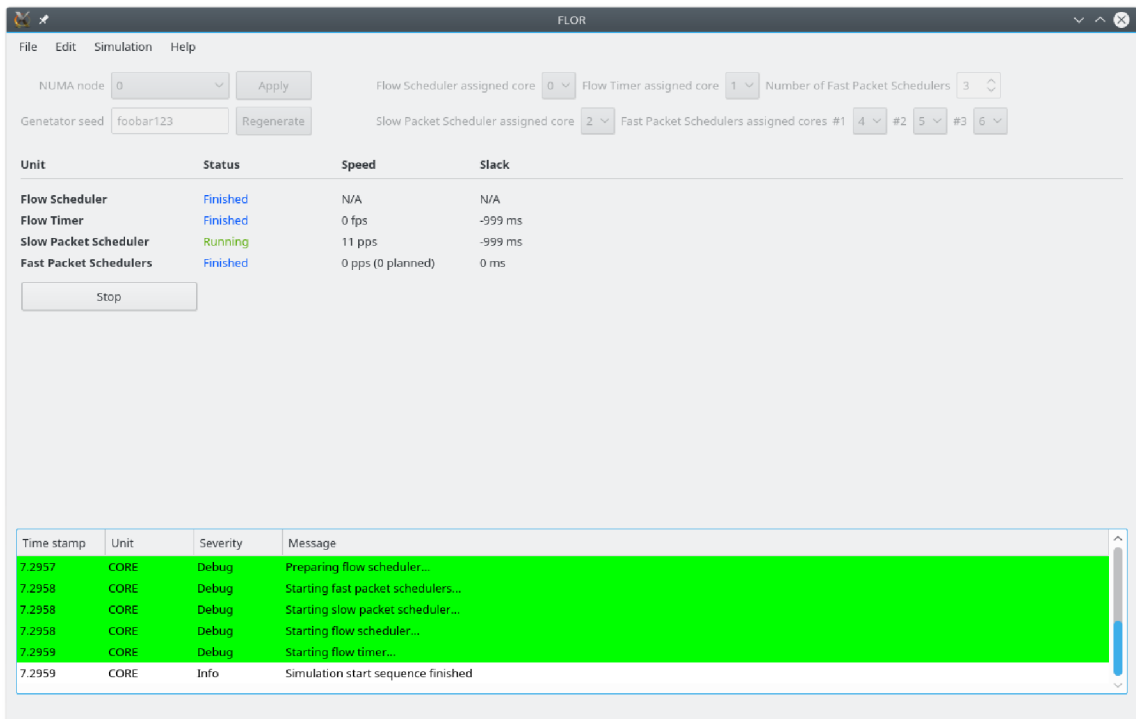 FLOR
File Edit Simulation Help
NUMA node 0 Apply Flow Scheduler assigned core 0 Flow Timer assigned core 1 Number of Fast Packet Schedulers 3
Genetator seed foobar123 Regenerate Slow Packet Scheduler assigned core 2 Fast Packet Schedulers assigned cores #1 4 #2 5 #3 6
Unit Status Speed Slack
Flow Scheduler Finished N/A N/A
Flow Timer Finished 0 fps -999 ms
Slow Packet Scheduler Running 11 pps -999 ms
Fast Packet Schedulers Finished 0 pps (0 planned) 0 ms
Stop
Time stamp Unit Severity Message
7.2957 CORE Debug Preparing flow scheduler...
7.2958 CORE Debug Starting fast packet schedulers...
7.2958 CORE Debug Starting slow packet scheduler...
7.2958 CORE Debug Starting flow scheduler...
7.2959 CORE Debug Starting flow timer...
7.2959 CORE Info Simulation start sequence finished